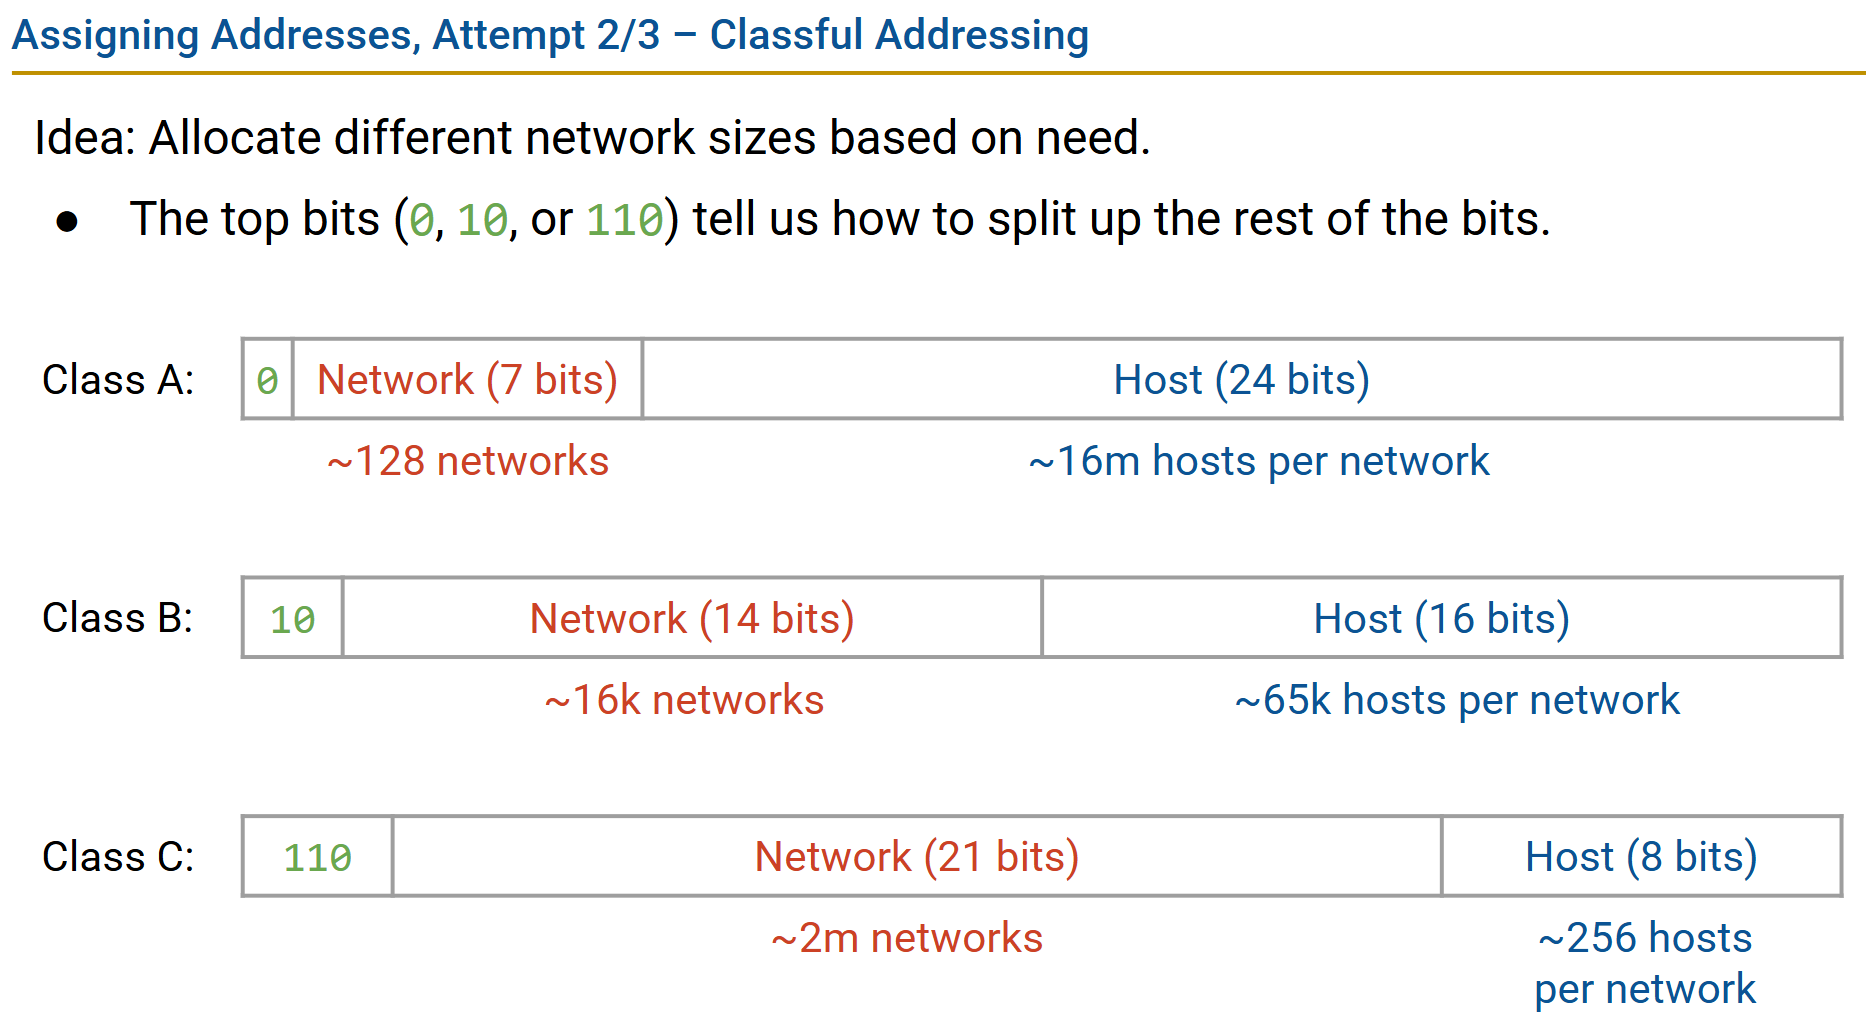 Assigning Addresses, Attempt 2/3 – Classful Addressing
Idea: Allocate different network sizes based on need.
● The top bits (0, 10, or 110) tell us how to split up the rest of the bits.
Class A: 0 Network (7 bits) Host (24 bits)
~128 networks ~16m hosts per network
Class B: 10 Network (14 bits) Host (16 bits)
~16k networks ~65k hosts per network
Class C: 110 Network (21 bits) Host (8 bits)
~2m networks ~256 hosts
per network